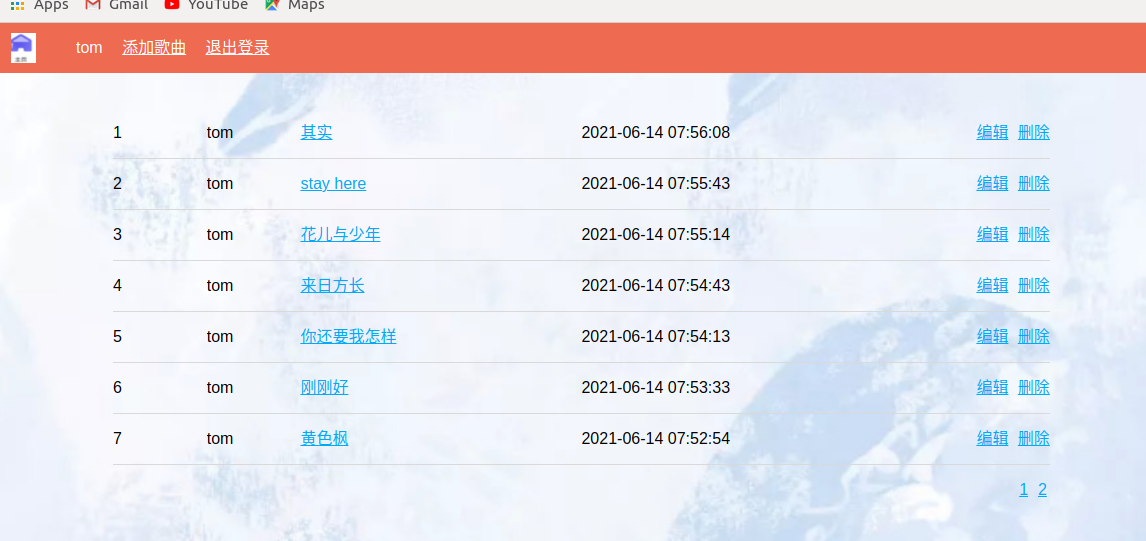 Apps Gmail YouTube Maps
tom 添加歌曲 退出登录
1 tom 其实 2021-06-14 07:56:08 编辑 删除
2 tom stay here 2021-06-14 07:55:43 编辑 删除
3 tom 花儿与少年 2021-06-14 07:55:14 编辑 删除
4 tom 来日方长 2021-06-14 07:54:43 编辑 删除
5 tom 你还要我怎样 2021-06-14 07:54:13 编辑 删除
6 tom 刚刚好 2021-06-14 07:53:33 编辑 删除
7 tom 黄色枫 2021-06-14 07:52:54 编辑 删除
1 2